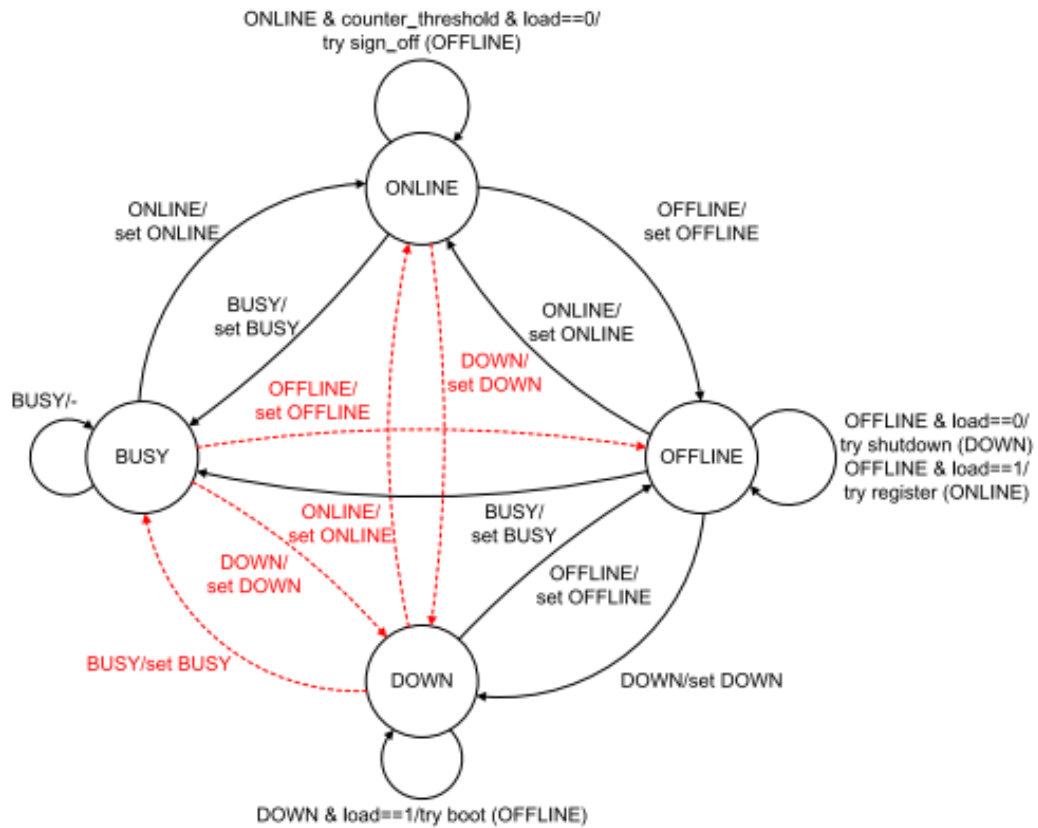 ONLINE & counter_threshold & load==0/
try sign_off (OFFLINE)
ONLINE
ONLINE/
set ONLINE
OFFLINE/
set OFFLINE
BUSY/
set BUSY
ONLINE/
set ONLINE
DOWN/
set DOWN
OFFLINE/
set OFFLINE
BUSY/-
BUSY
OFFLINE
OFFLINE & load==0/
try shutdown (DOWN)
OFFLINE & load==1/
try register (ONLINE)
ONLINE/
set ONLINE
BUSY/
set BUSY
DOWN/
set DOWN
OFFLINE/
set OFFLINE
BUSY/set BUSY
DOWN
DOWN/set DOWN
DOWN & load==1/try boot (OFFLINE)